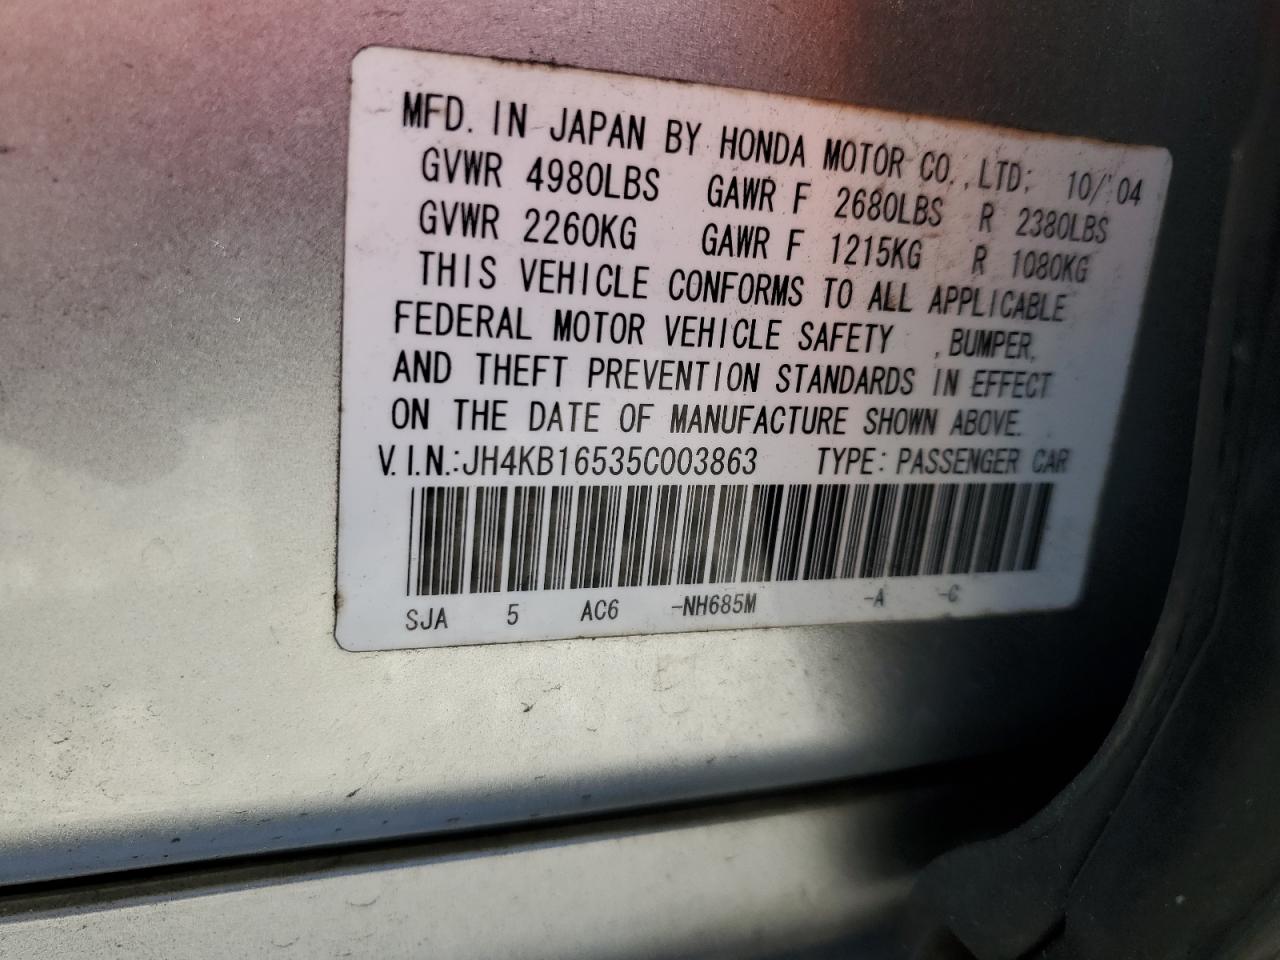 MFD. IN JAPAN BY HONDA MOTOR CO., LTD; 10/'04
GVWR 4980LBS GAWR F 2680LBS R 2380LBS
GVWR 2260KG GAWR F 1215KG R 1080KG
THIS VEHICLE CONFORMS TO ALL APPLICABLE
FEDERAL MOTOR VEHICLE SAFETY , BUMPER,
AND THEFT PREVENTION STANDARDS IN EFFECT
ON THE DATE OF MANUFACTURE SHOWN ABOVE.
V.I.N.:JH4KB16535C003863 TYPE: PASSENGER CAR
SJA 5 AC6 -NH685M -A -C